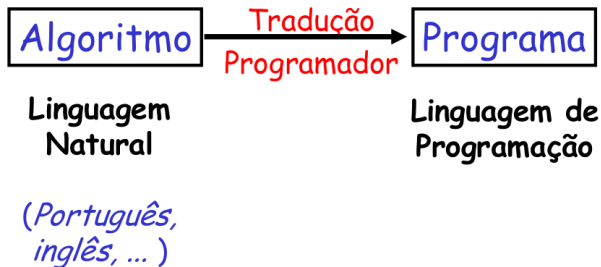 Algoritmo
Tradução
Programador
Programa
Linguagem
Natural
Linguagem de
Programação
(Português,
inglês, ... )